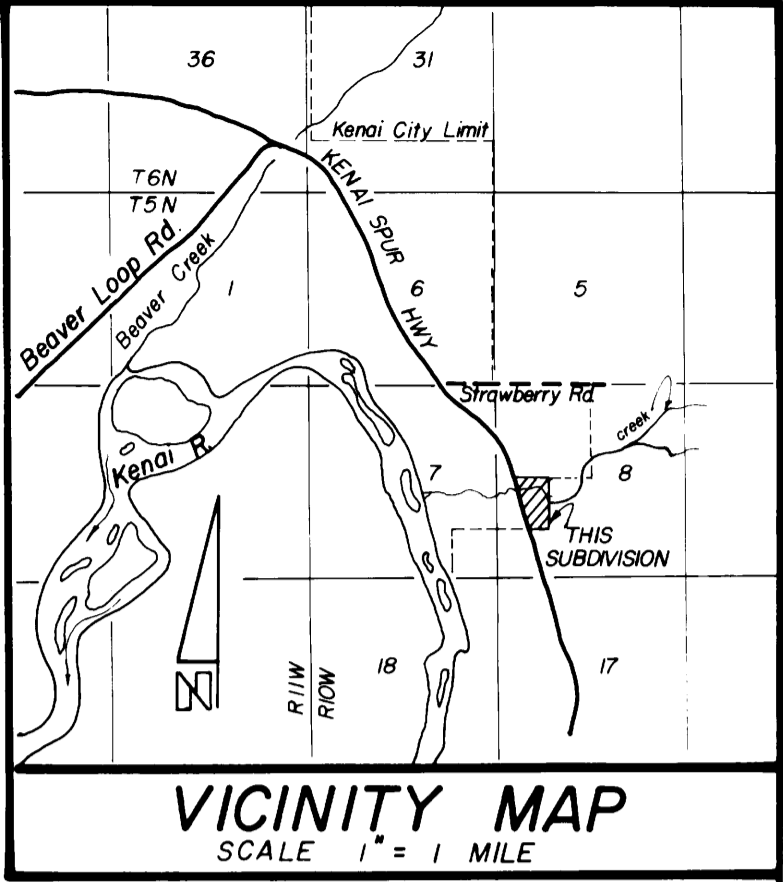 36
31
Kenai City Limit
T6N
T5N
KENAI SPUR HWY
Beaver Loop Rd.
Beaver Creek
1
6
5
Strawberry Rd.
creek
Kenai R.
7
8
THIS
SUBDIVISION
N
R11W
R10W
18
17
VICINITY MAP
SCALE 1" = 1 MILE